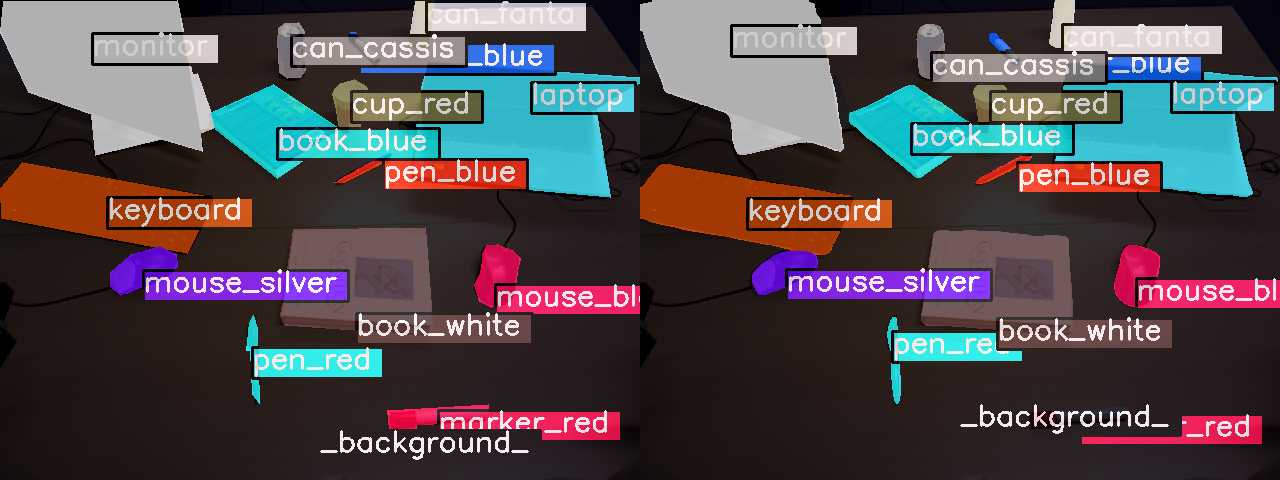 can_fanta
monitor
can_cassis
_blue
laptop
cup_red
book_blue
pen_blue
keyboard
mouse_silver
mouse_bl
book_white
pen_red
marker_red
_background_
can_fanta
monitor
can_cassis
_blue
laptop
cup_red
book_blue
pen_blue
keyboard
mouse_silver
mouse_bl
book_white
pen_re
_background_
_red